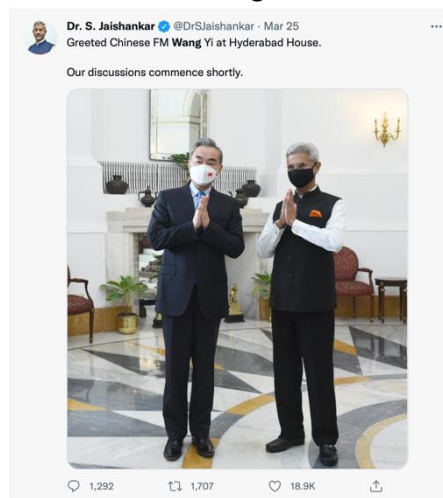 Dr. S. Jaishankar @DrSJaishankar · Mar 25
Greeted Chinese FM Wang Yi at Hyderabad House.
Our discussions commence shortly.
1,292 1,707 18.9K